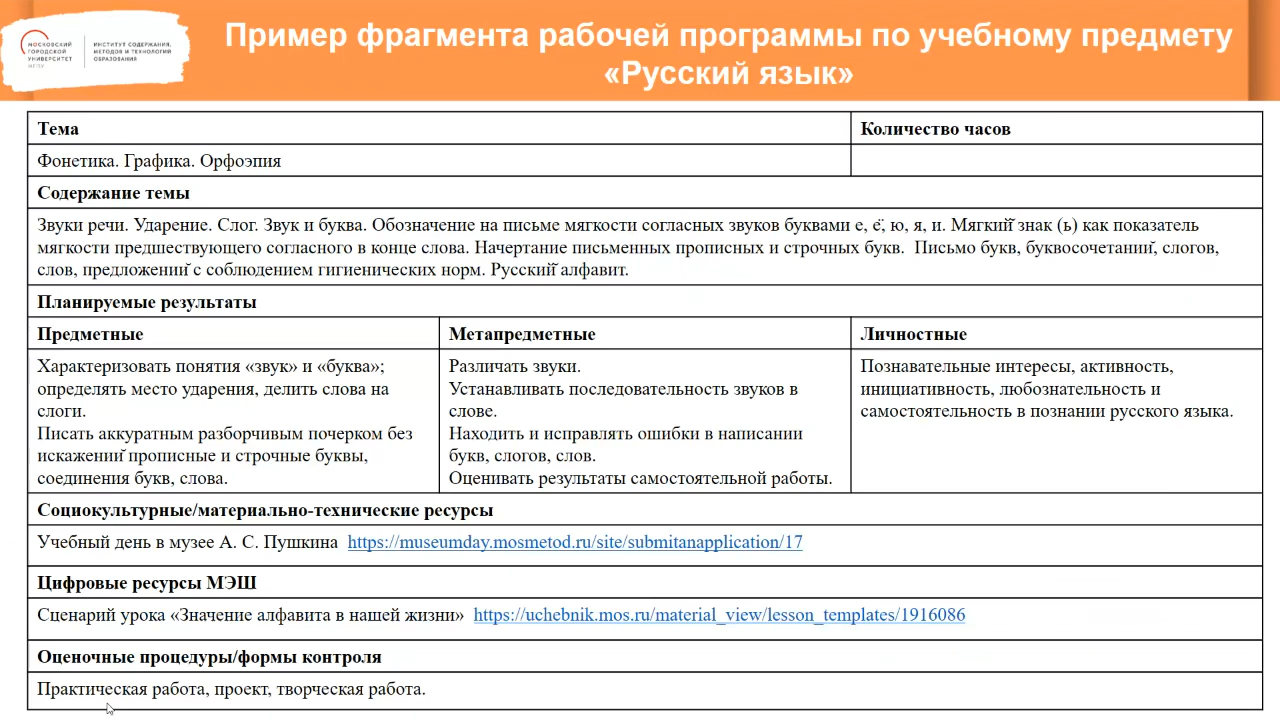 МОСКОВСКИЙ
ГОРОДСКОЙ
УНИВЕРСИТЕТ
ИНСТИТУТ СОДЕРЖАНИЯ,
МЕТОДОВ И ТЕХНОЛОГИЙ
ОБРАЗОВАНИЯ
Пример фрагмента рабочей программы по учебному предмету
«Русский язык»
Тема
Количество часов
Фонетика. Графика. Орфоэпия
Содержание темы
Звуки речи. Ударение. Слог. Звук и буква. Обозначение на письме мягкости согласных звуков буквами е, ё, ю, я, и. Мягкий знак (ь) как показатель
мягкости предшествующего согласного в конце слова. Начертание письменных прописных и строчных букв. Письмо букв, буквосочетаний, слогов,
слов, предложений с соблюдением гигиенических норм. Русский алфавит.
Планируемые результаты
Предметные
Метапредметные
Личностные
Характеризовать понятия «звук» и «буква»;
определять место ударения, делить слова на
слоги.
Писать аккуратным разборчивым почерком без
искажений прописные и строчные буквы,
соединения букв, слова.
Различать звуки.
Устанавливать последовательность звуков в
слове.
Находить и исправлять ошибки в написании
букв, слогов, слов.
Оценивать результаты самостоятельной работы.
Познавательные интересы, активность,
инициативность, любознательность и
самостоятельность в познании русского языка.
Социокультурные/материально-технические ресурсы
Учебный день в музее А. С. Пушкина https://museumday.mosmetod.ru/site/submitanapplication/17
Цифровые ресурсы МЭШ
Сценарий урока «Значение алфавита в нашей жизни» https://uchebnik.mos.ru/material_view/lesson_templates/1916086
Оценочные процедуры/формы контроля
Практическая работа, проект, творческая работа.